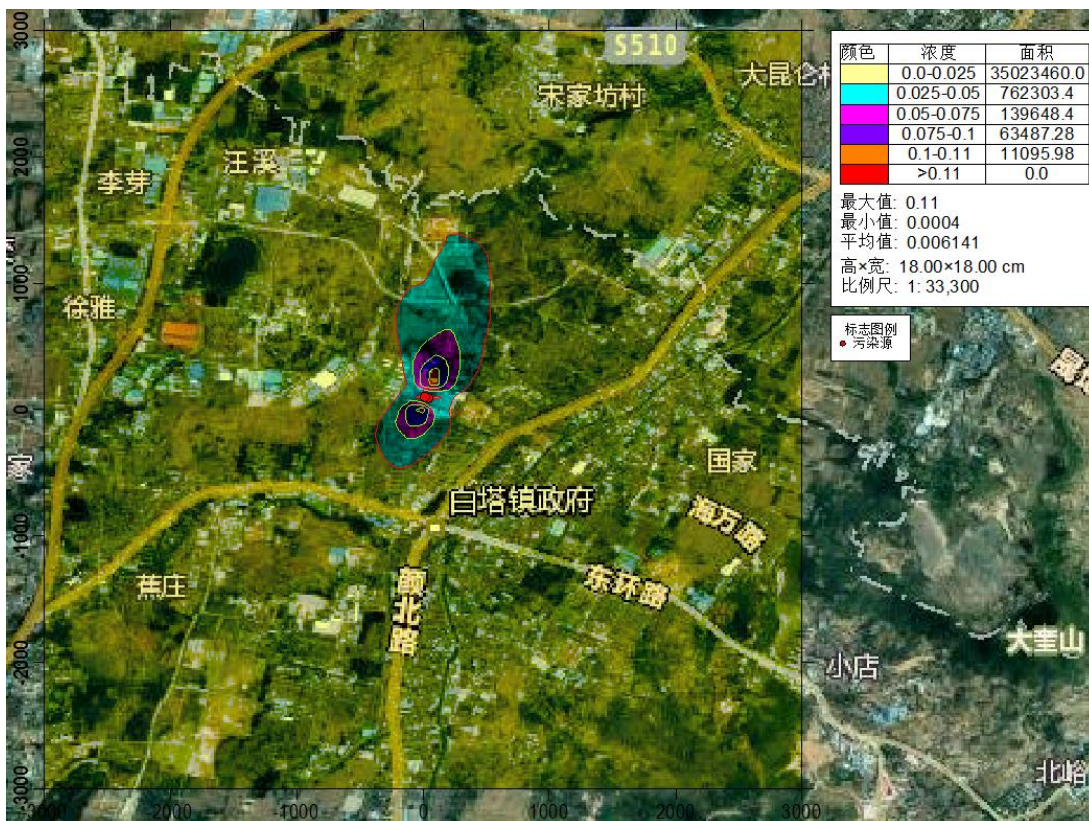 3000
2000
1000
0
-1000
-2000
-3000
-3000
-2000
-1000
0
1000
2000
3000
S510
宋家坊村
大昆仑村
汪溪
李芽
徐雅
国家
白塔镇政府
海万路
东环路
颜北路
蕉庄
小店
大奎山
北峪
颜色 浓度 面积
0.0-0.025 35023460.0
0.025-0.05 762303.4
0.05-0.075 139648.4
0.075-0.1 63487.28
0.1-0.11 11095.98
>0.11 0.0
最大值: 0.11
最小值: 0.0004
平均值: 0.006141
高×宽: 18.00×18.00 cm
比例尺: 1: 33,300
标志图例
污染源